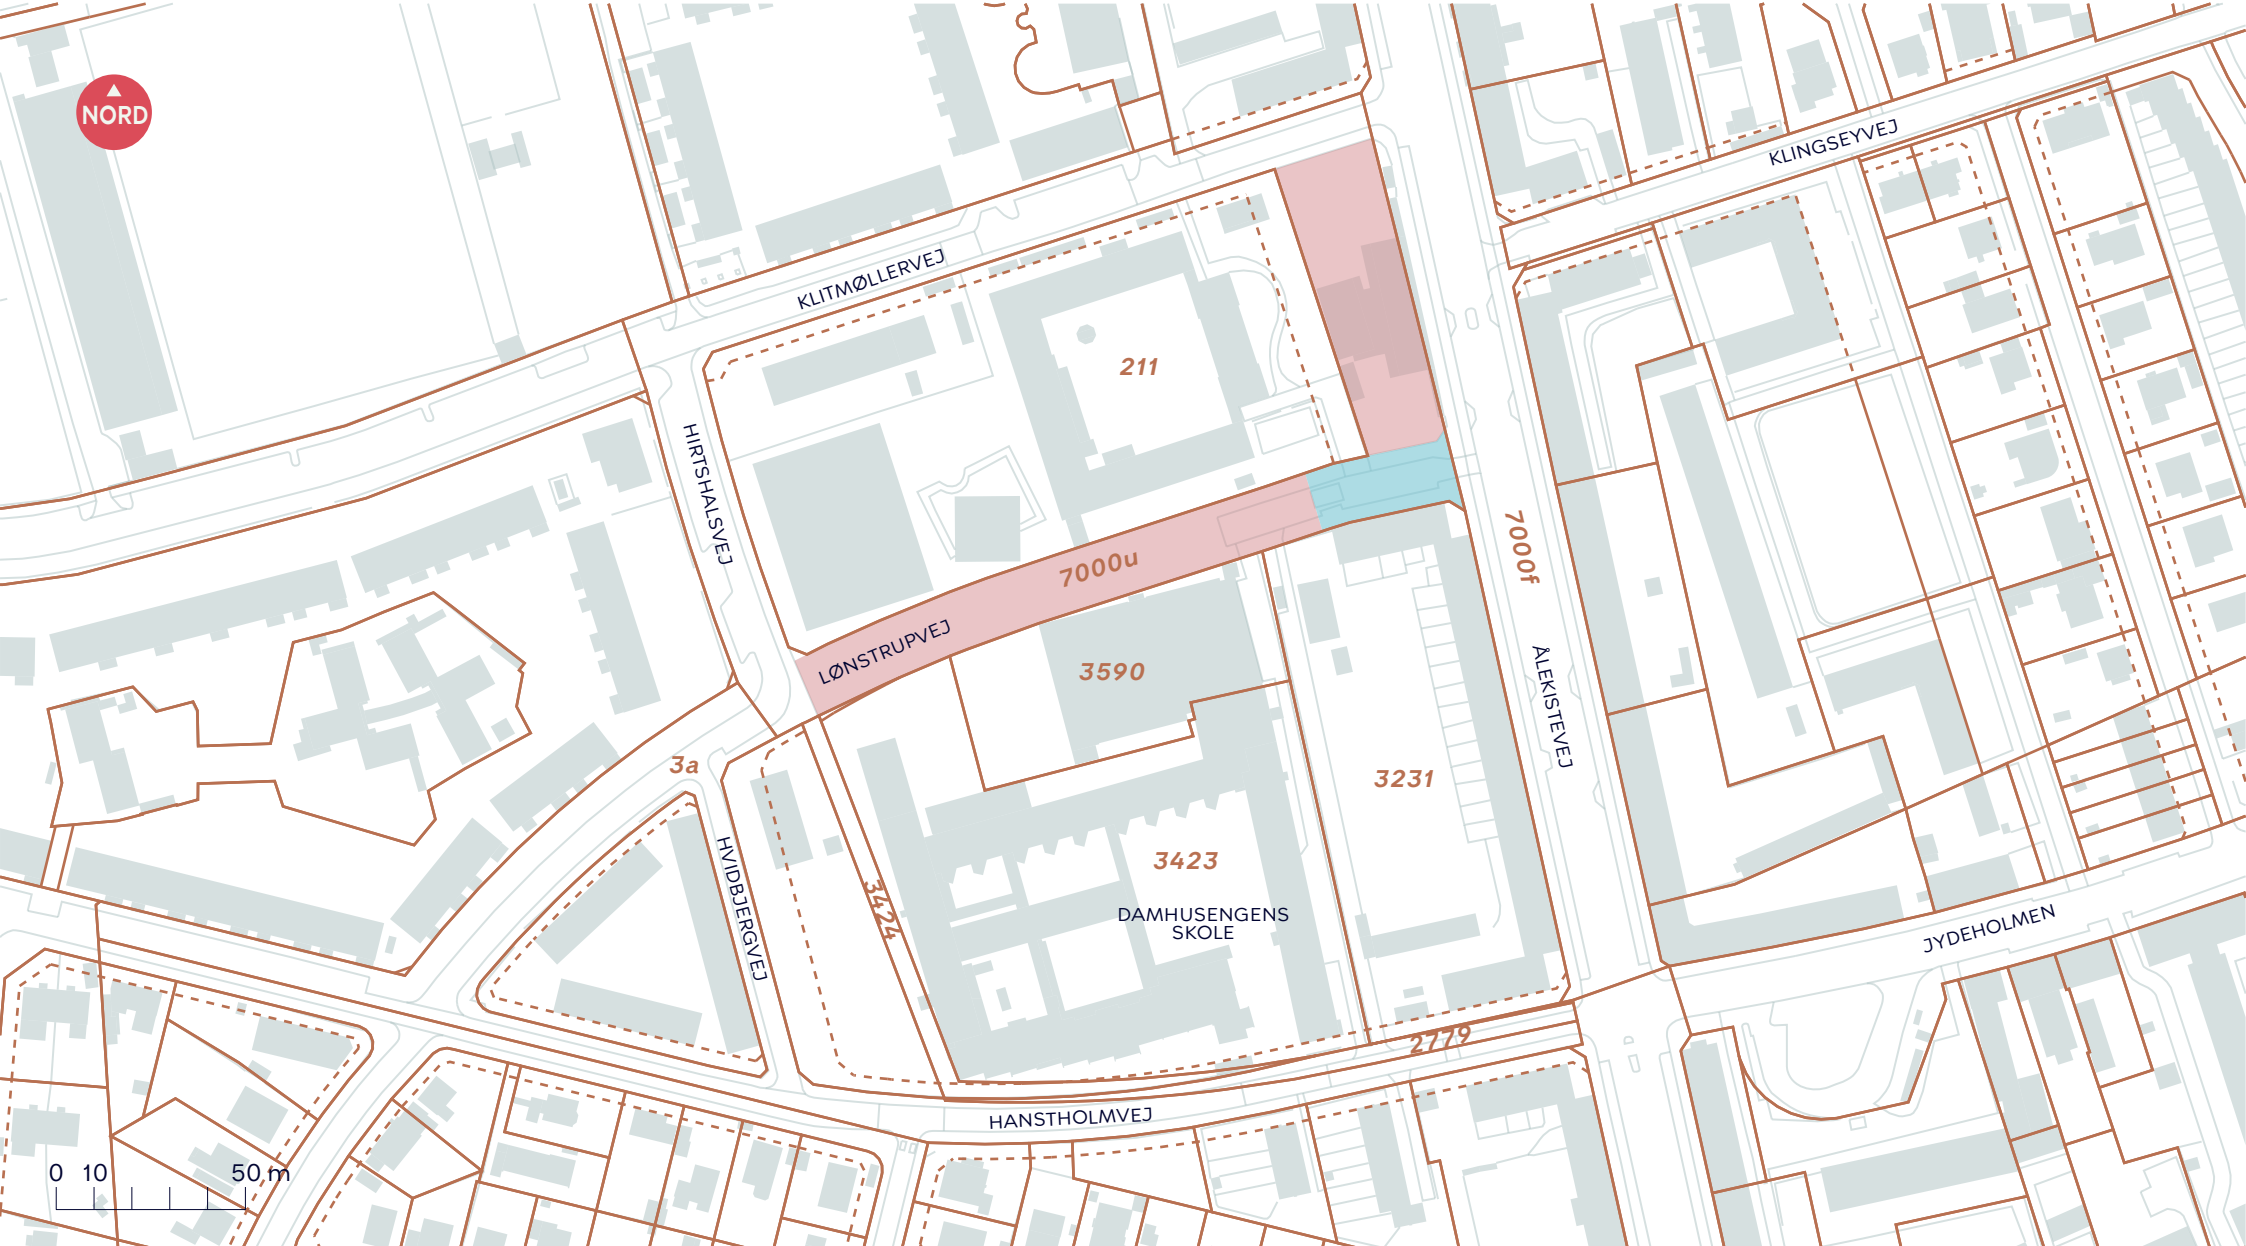 NORD
KLINGSEYVEJ
KLITMØLLERVEJ
211
HIRTSHALSVEJ
7000u
7000f
LØNSTRUPVEJ
3590
ÅLEKISTEVEJ
3a
3231
HVIDBJERGVEJ
3424
3423
DAMHUSENGENS
SKOLE
JYDEHOLMEN
2779
HANSTHOLMVEJ
0 10 50 m